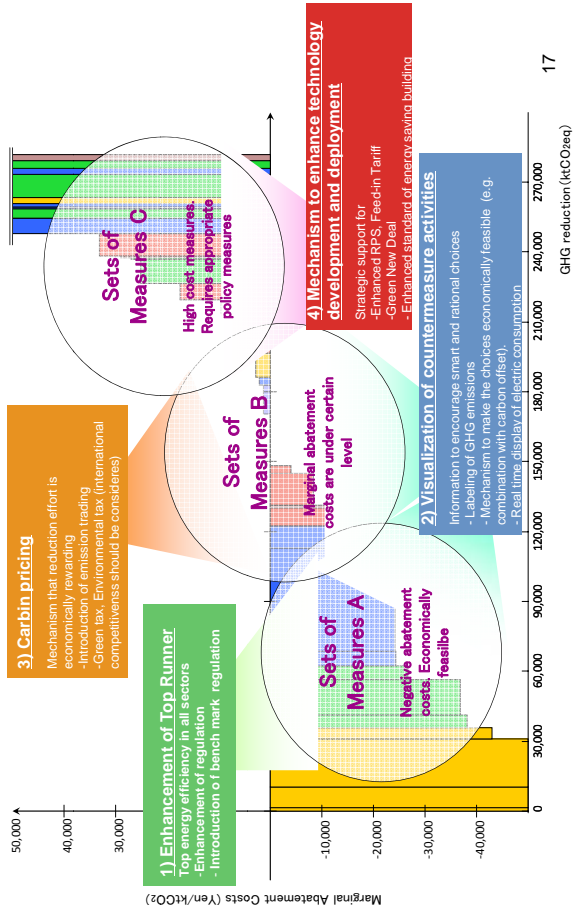 50,000
40,000
30,000
-10,000
-20,000
-30,000
-40,000
Marginal Abatement Costs (Yen/ktCO₂)
3) Carbin pricing
Mechanism that reduction effort is
economically rewarding
-Introduction of emission trading
-Green tax, Environmental tax (international
competitivenss should be consideres)
1) Enhancement of Top Runner
Top energy efficiency in all sectors
- Enhancement of regulation
- Introduction of bench mark regulation
Sets of
Measures A
Negative abatement
costs. Economically
feasilbe
Sets of
Measures B
Marginal abatement
costs are under certain
level
Sets of
Measures C
High cost measures.
Requires appropriate
policy measures
4) Mechanism to enhance technology
development and deployment
Strategic support for
-Enhanced RPS, Feed-in Tariff
-Green New Deal
- Enhanced standard of energy saving building
2) Visualization of countermeasure activities
Information to encourage smart and rational choices
- Labeling of GHG emissions
- Mechanism to make the choices economically feasible (e.g.
combination with carbon offset).
- Real time display of electric consumption
0
30,000
60,000
90,000
120,000
150,000
180,000
210,000
240,000
270,000
GHG reduction(ktCO2eq)
17